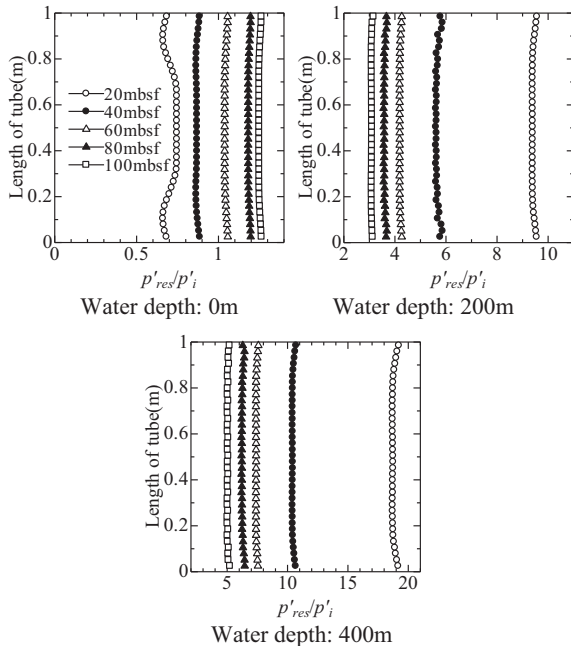 1
0.8
0.6
0.4
0.2
0
Length of tube(m)
20mbsf
40mbsf
60mbsf
80mbsf
100mbsf
0 0.5 1
p'res/p'i
Water depth: 0m
1
0.8
0.6
0.4
0.2
0
Length of tube(m)
2 4 6 8 10
p'res/p'i
Water depth: 200m
1
0.8
0.6
0.4
0.2
0
Length of tube(m)
5 10 15 20
p'res/p'i
Water depth: 400m